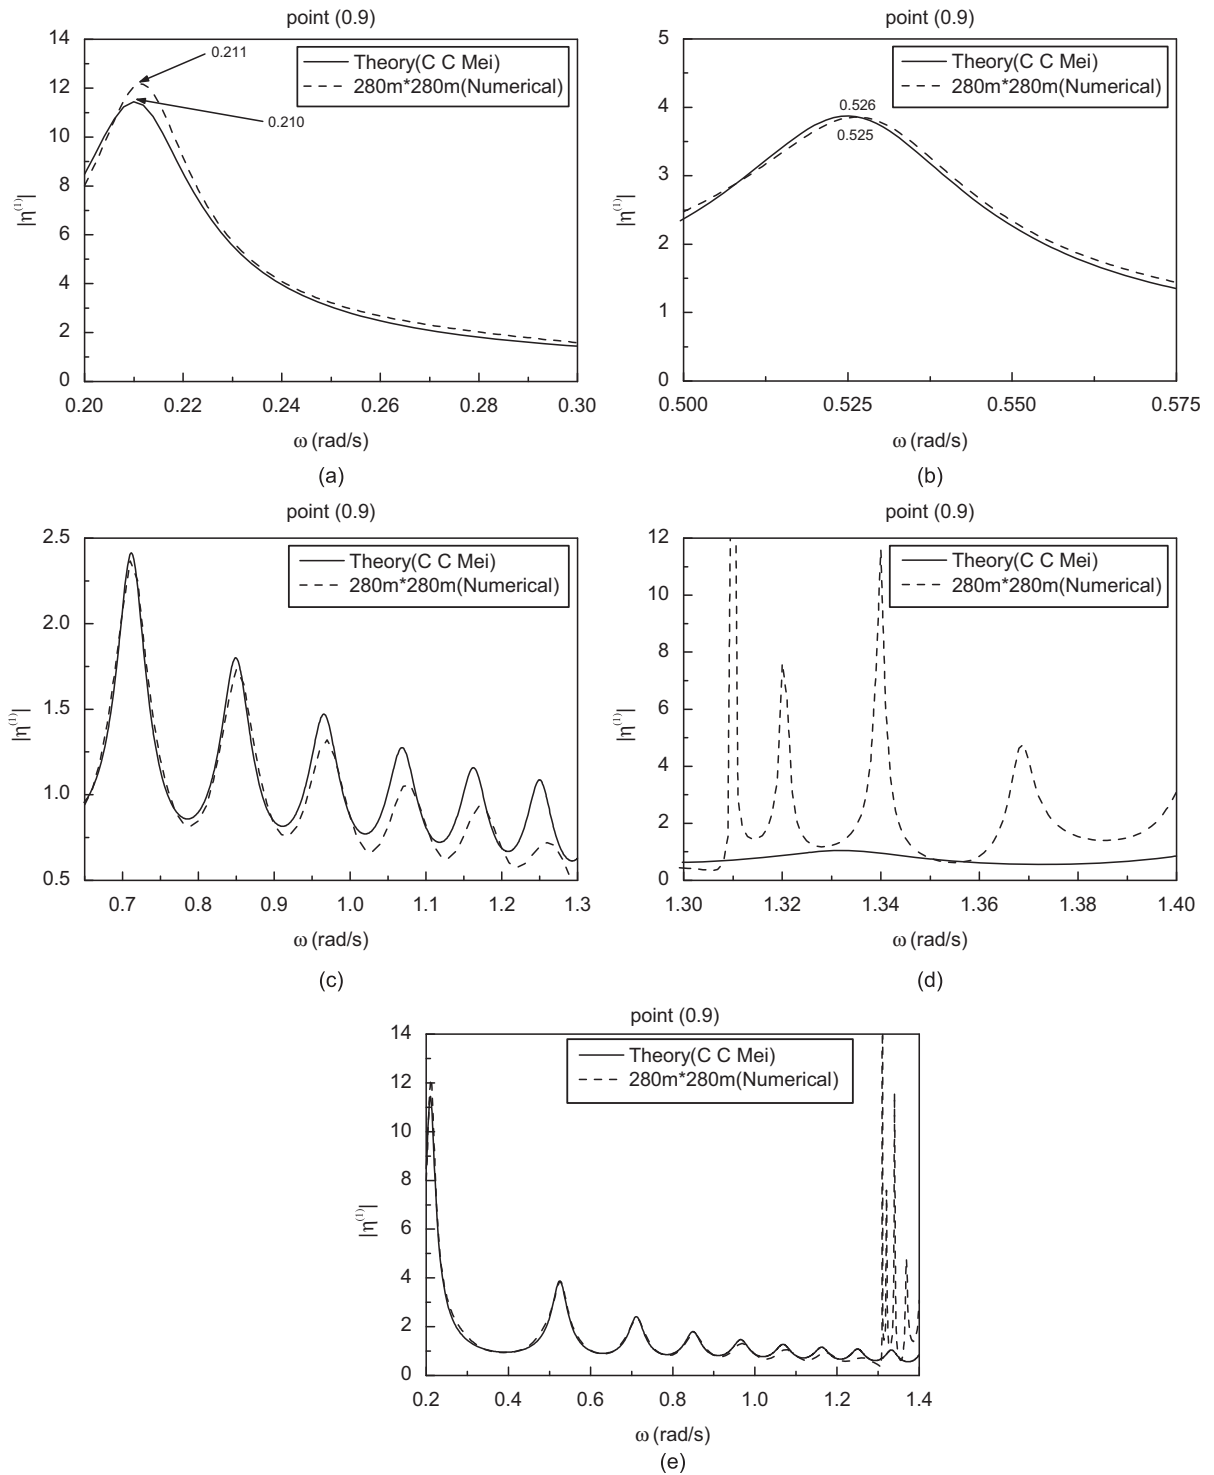 point (0.9)
14
12
10
8
6
4
2
0
|η⁽¹⁾|
0.211
0.210
Theory(C C Mei)
280m*280m(Numerical)
0.20 0.22 0.24 0.26 0.28 0.30
ω (rad/s)
(a)
point (0.9)
5
4
3
2
1
0
|η⁽¹⁾|
Theory(C C Mei)
280m*280m(Numerical)
0.526
0.525
0.500 0.525 0.550 0.575
ω (rad/s)
(b)
point (0.9)
2.5
2.0
1.5
1.0
0.5
|η⁽¹⁾|
Theory(C C Mei)
280m*280m(Numerical)
0.7 0.8 0.9 1.0 1.1 1.2 1.3
ω (rad/s)
(c)
point (0.9)
12
10
8
6
4
2
0
|η⁽¹⁾|
Theory(C C Mei)
280m*280m(Numerical)
1.30 1.32 1.34 1.36 1.38 1.40
ω (rad/s)
(d)
point (0.9)
14
12
10
8
6
4
2
0
|η⁽¹⁾|
Theory(C C Mei)
280m*280m(Numerical)
0.2 0.4 0.6 0.8 1.0 1.2 1.4
ω (rad/s)
(e)